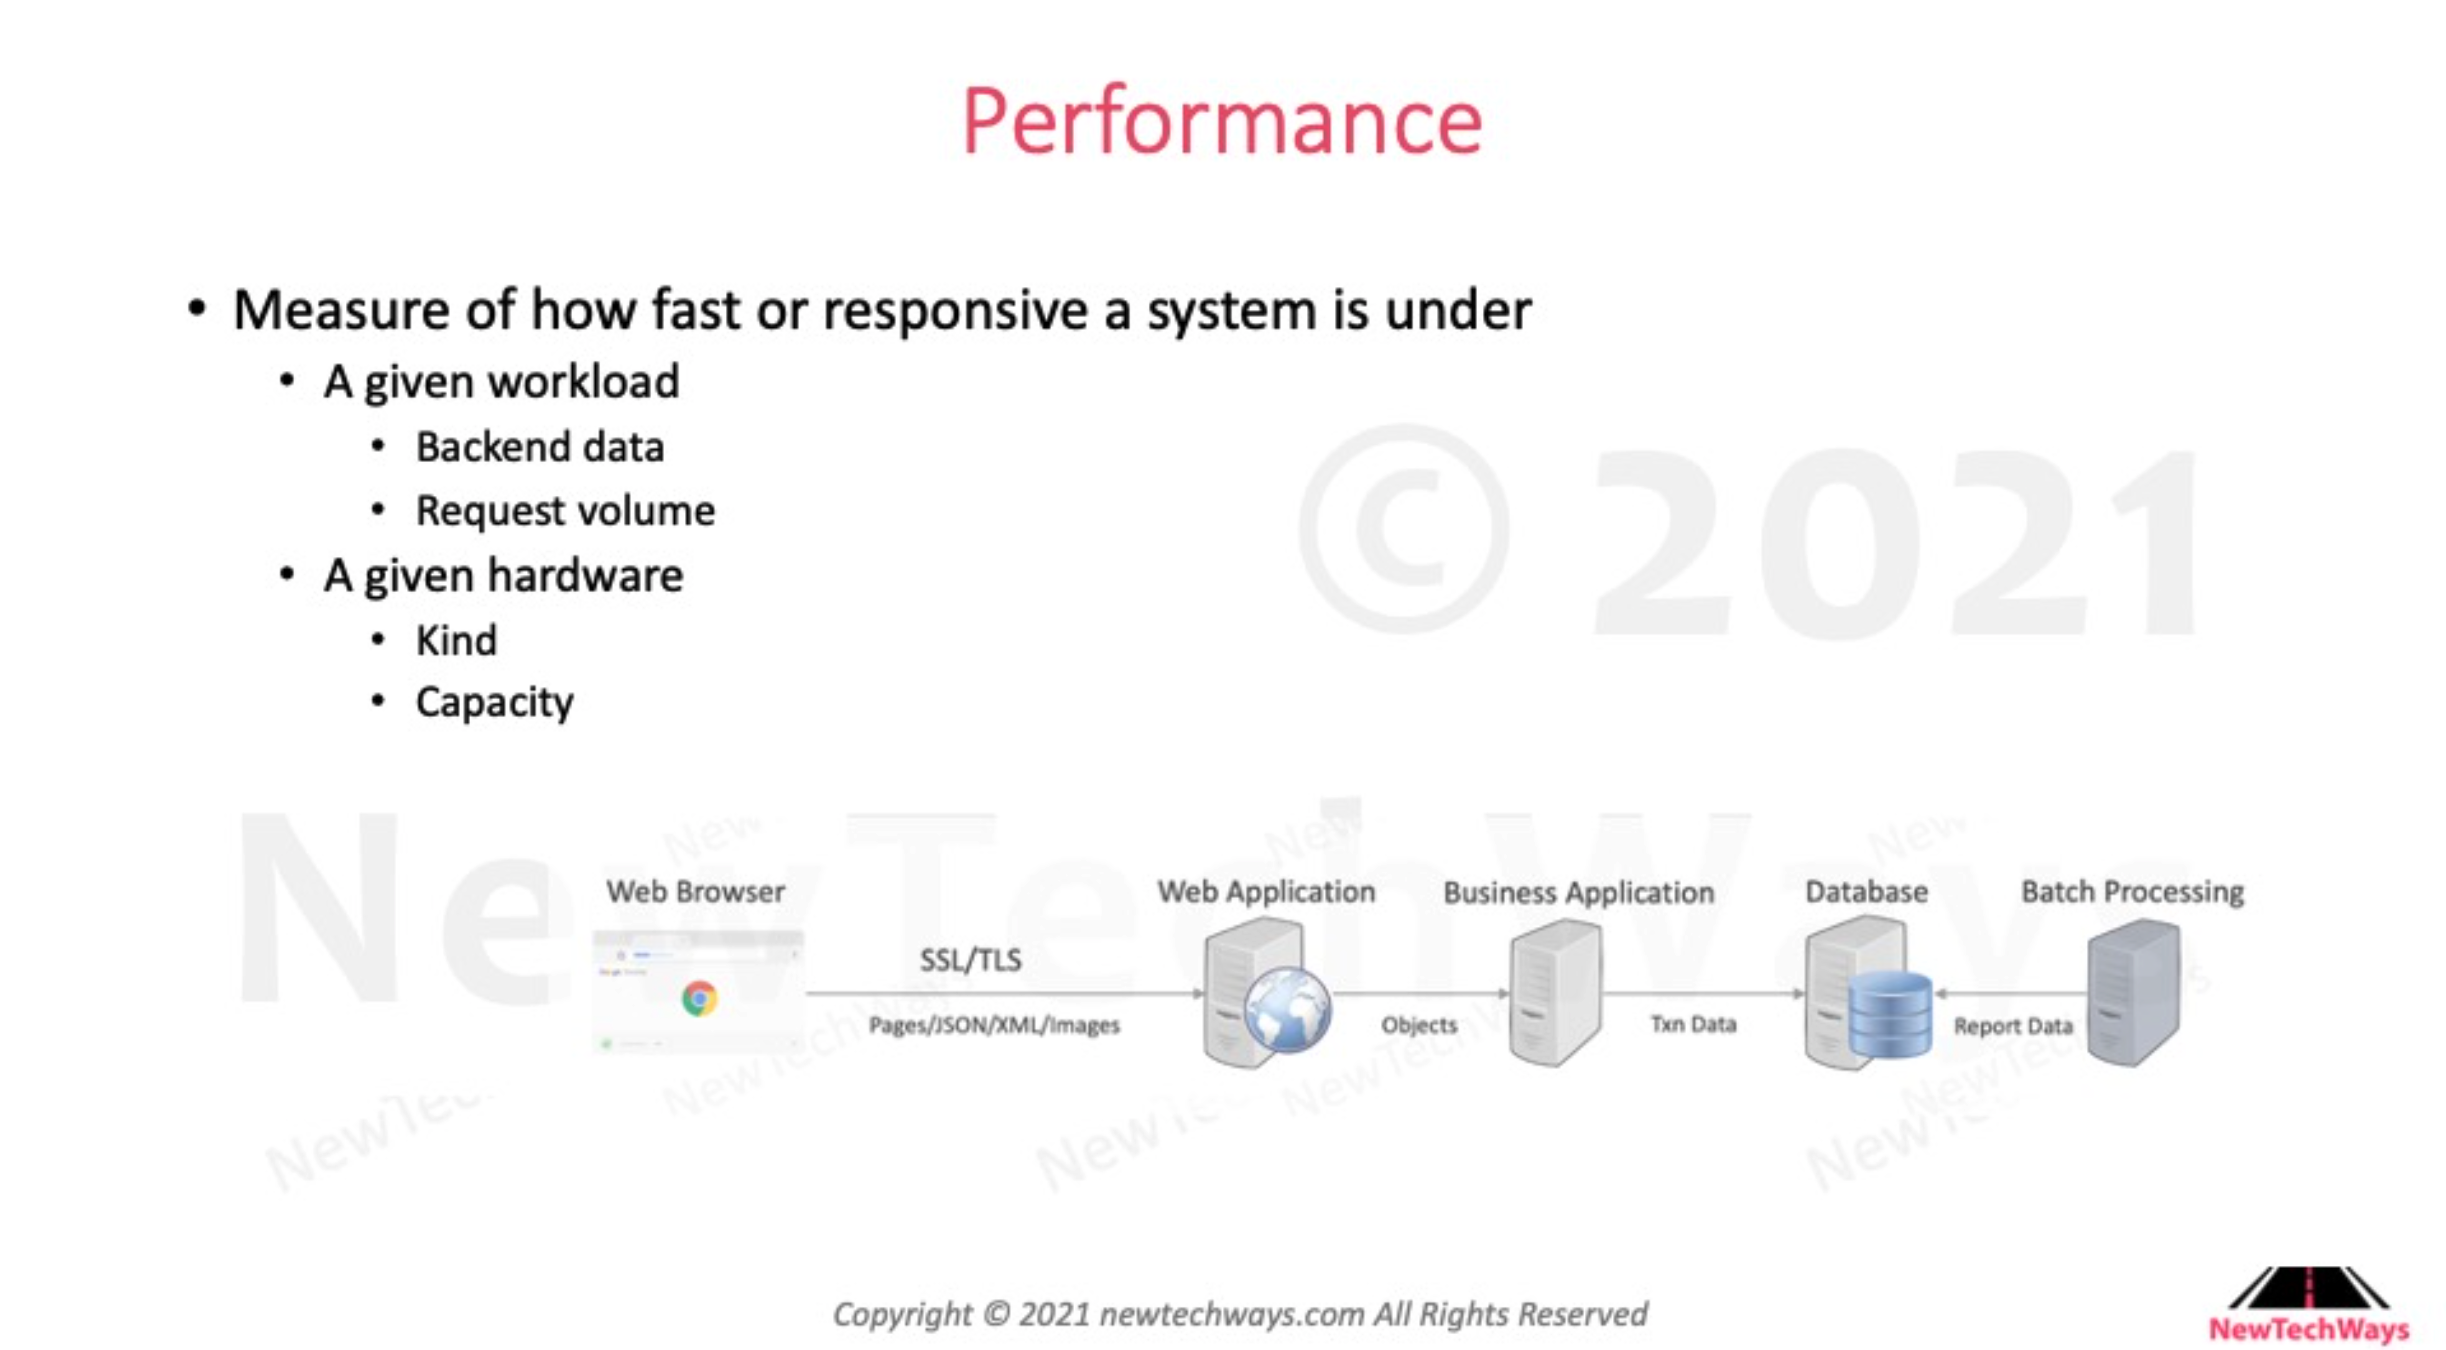 Performance
• Measure of how fast or responsive a system is under
• A given workload
• Backend data
• Request volume
• A given hardware
• Kind
• Capacity
© 2021
NewTechWays
Web Browser
Web Application
Business Application
Database
Batch Processing
SSL/TLS
Pages/JSON/XML/Images
Objects
Txn Data
Report Data
Copyright © 2021 newtechways.com All Rights Reserved
NewTechWays